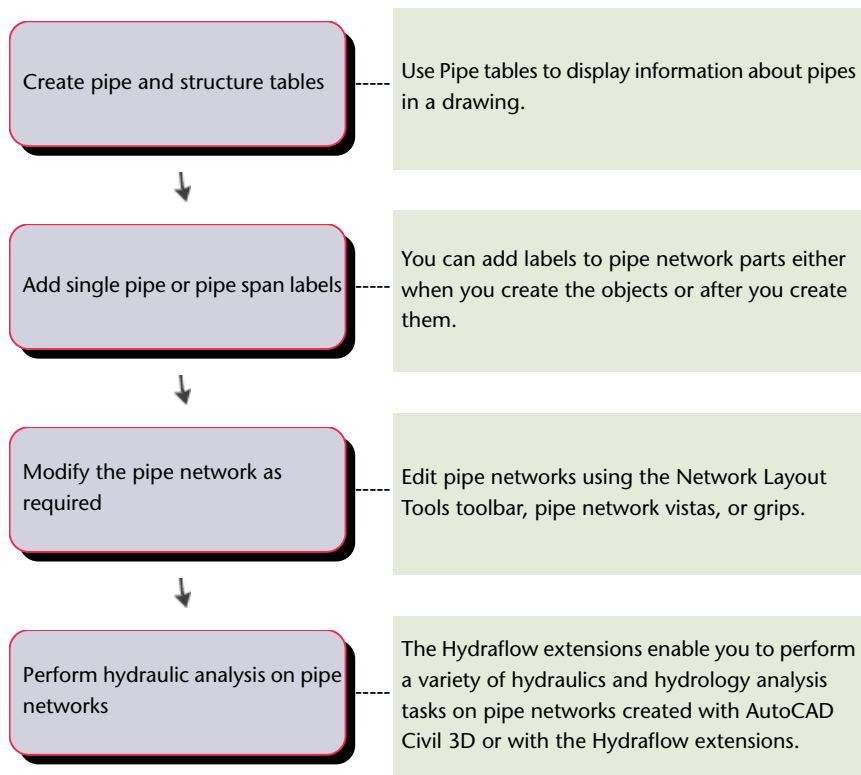 Create pipe and structure tables
Use Pipe tables to display information about pipes
in a drawing.
Add single pipe or pipe span labels
You can add labels to pipe network parts either
when you create the objects or after you create
them.
Modify the pipe network as
required
Edit pipe networks using the Network Layout
Tools toolbar, pipe network vistas, or grips.
Perform hydraulic analysis on pipe
networks
The Hydraflow extensions enable you to perform
a variety of hydraulics and hydrology analysis
tasks on pipe networks created with AutoCAD
Civil 3D or with the Hydraflow extensions.